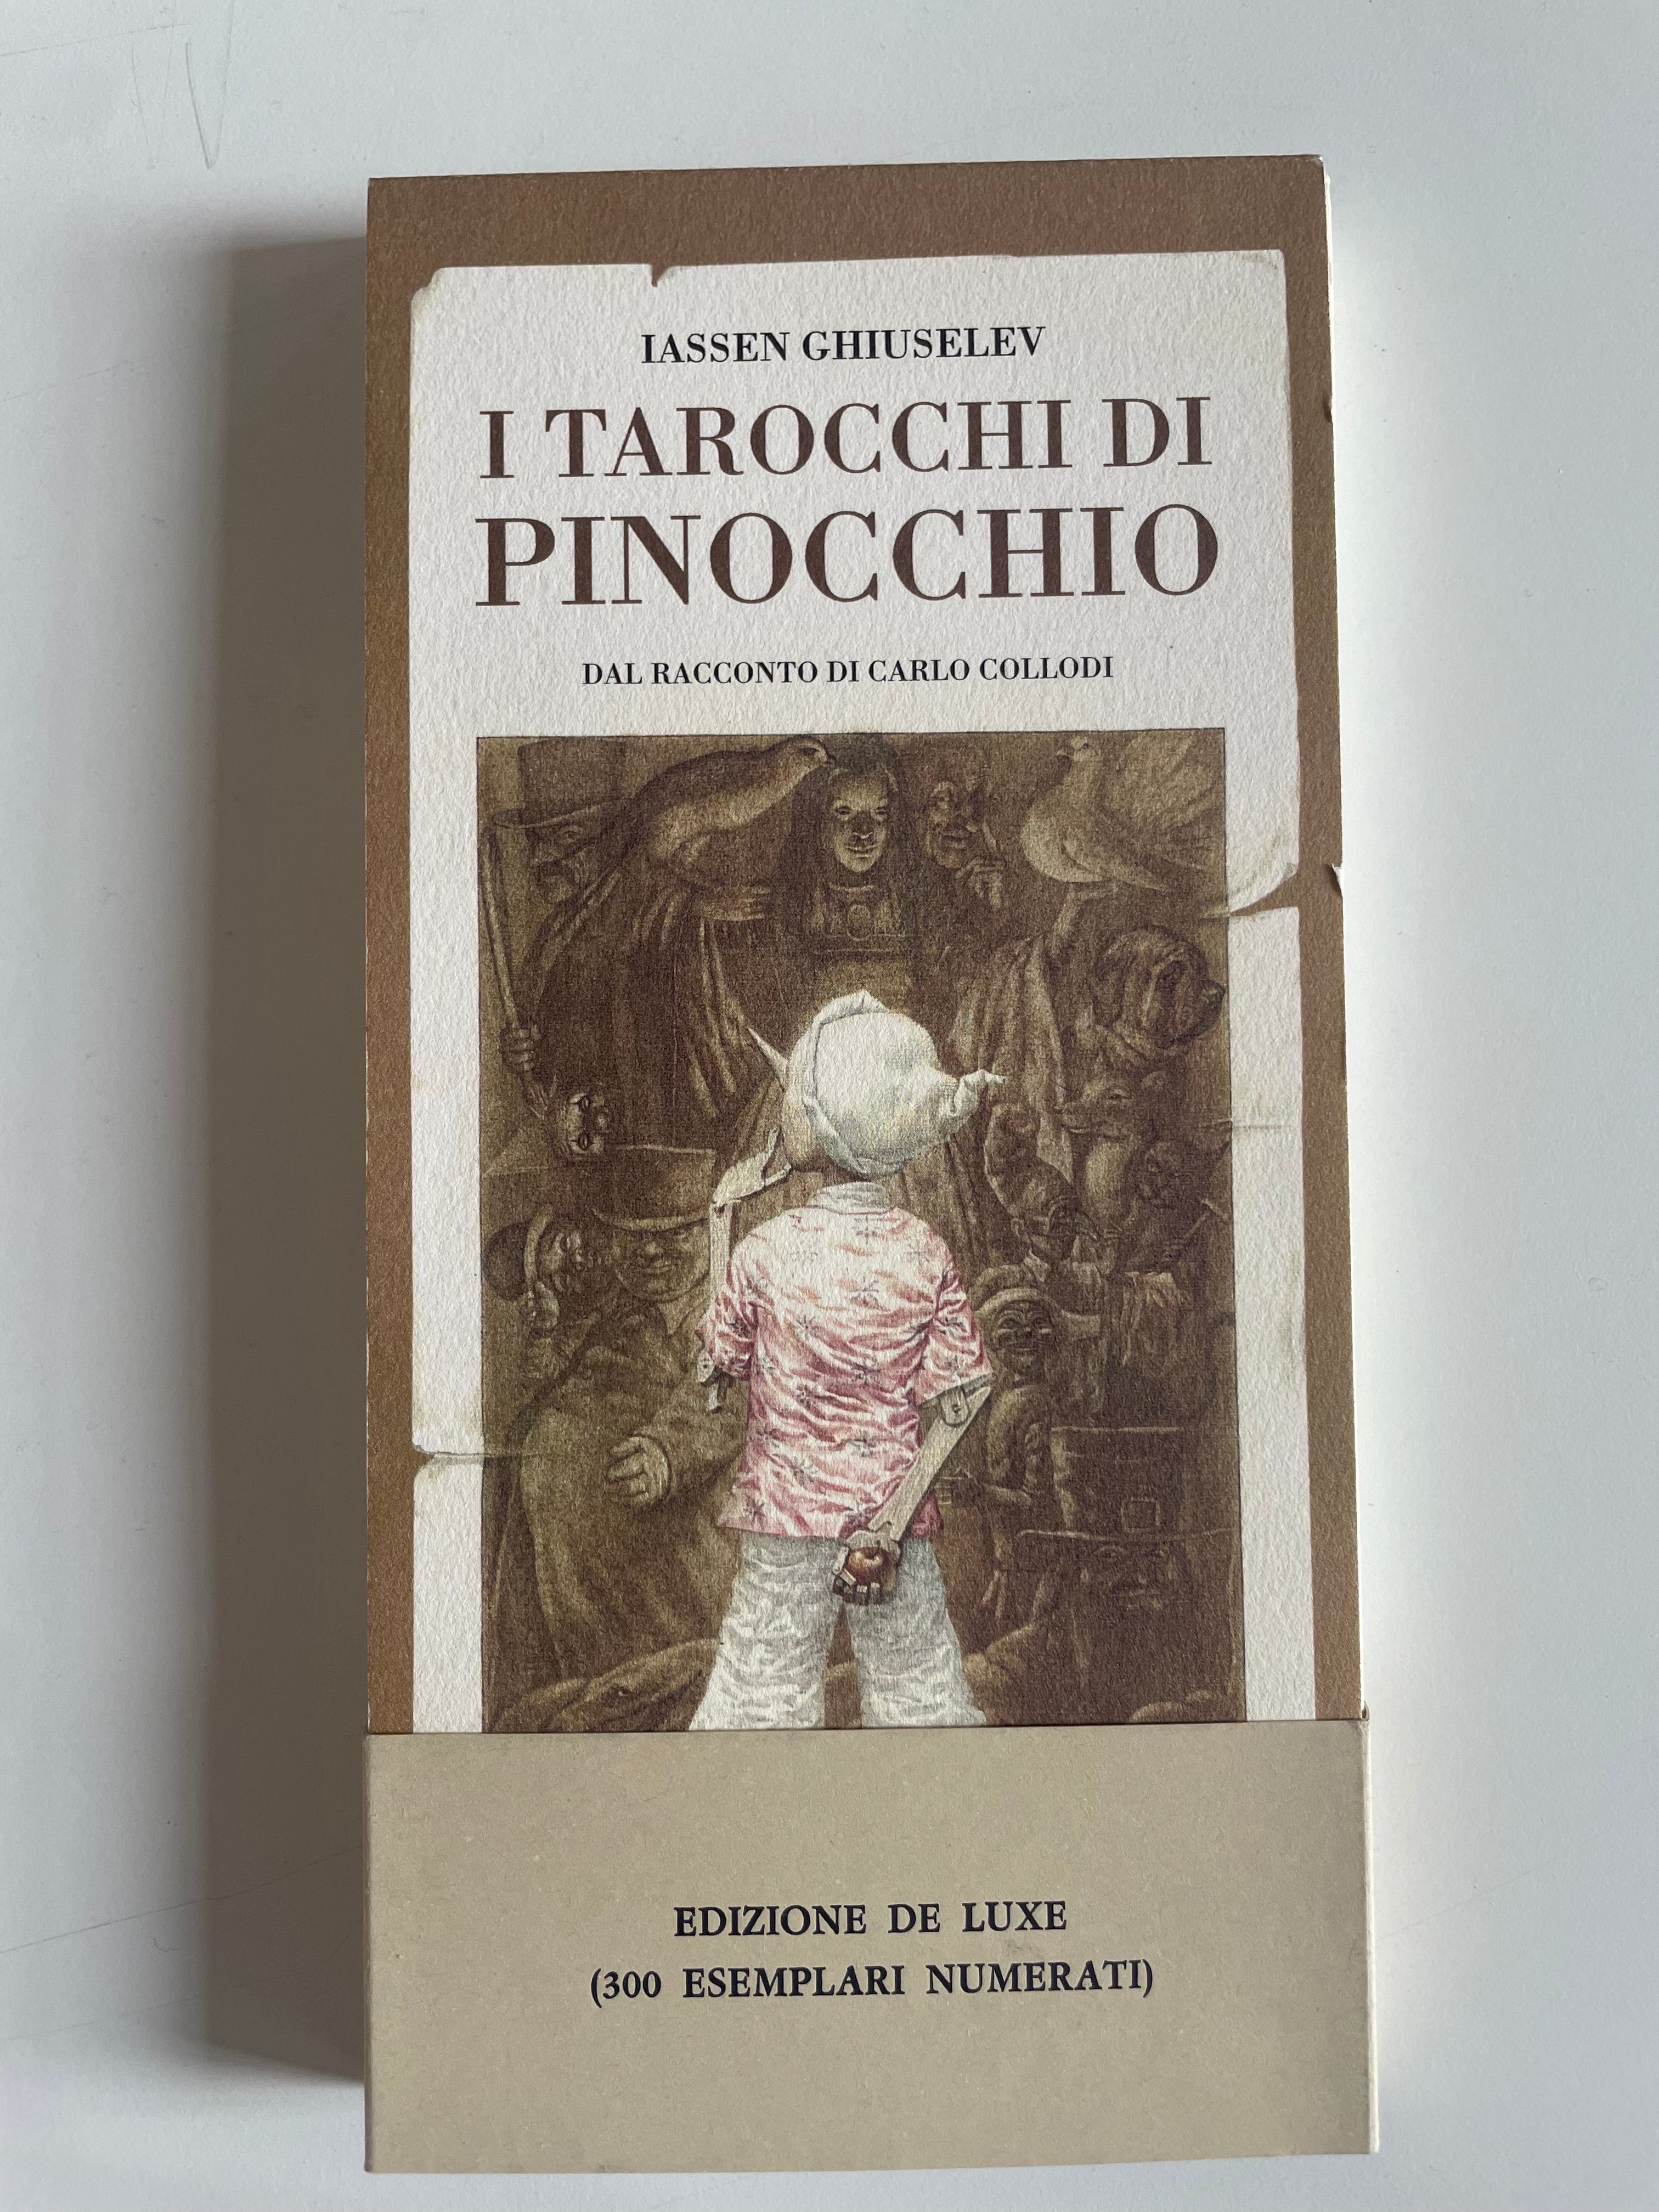 IASSEN GHIUSELEV
I TAROCCHI DI
PINOCCHIO
DAL RACCONTO DI CARLO COLLODI
EDIZIONE DE LUXE
(300 ESEMPLARI NUMERATI)